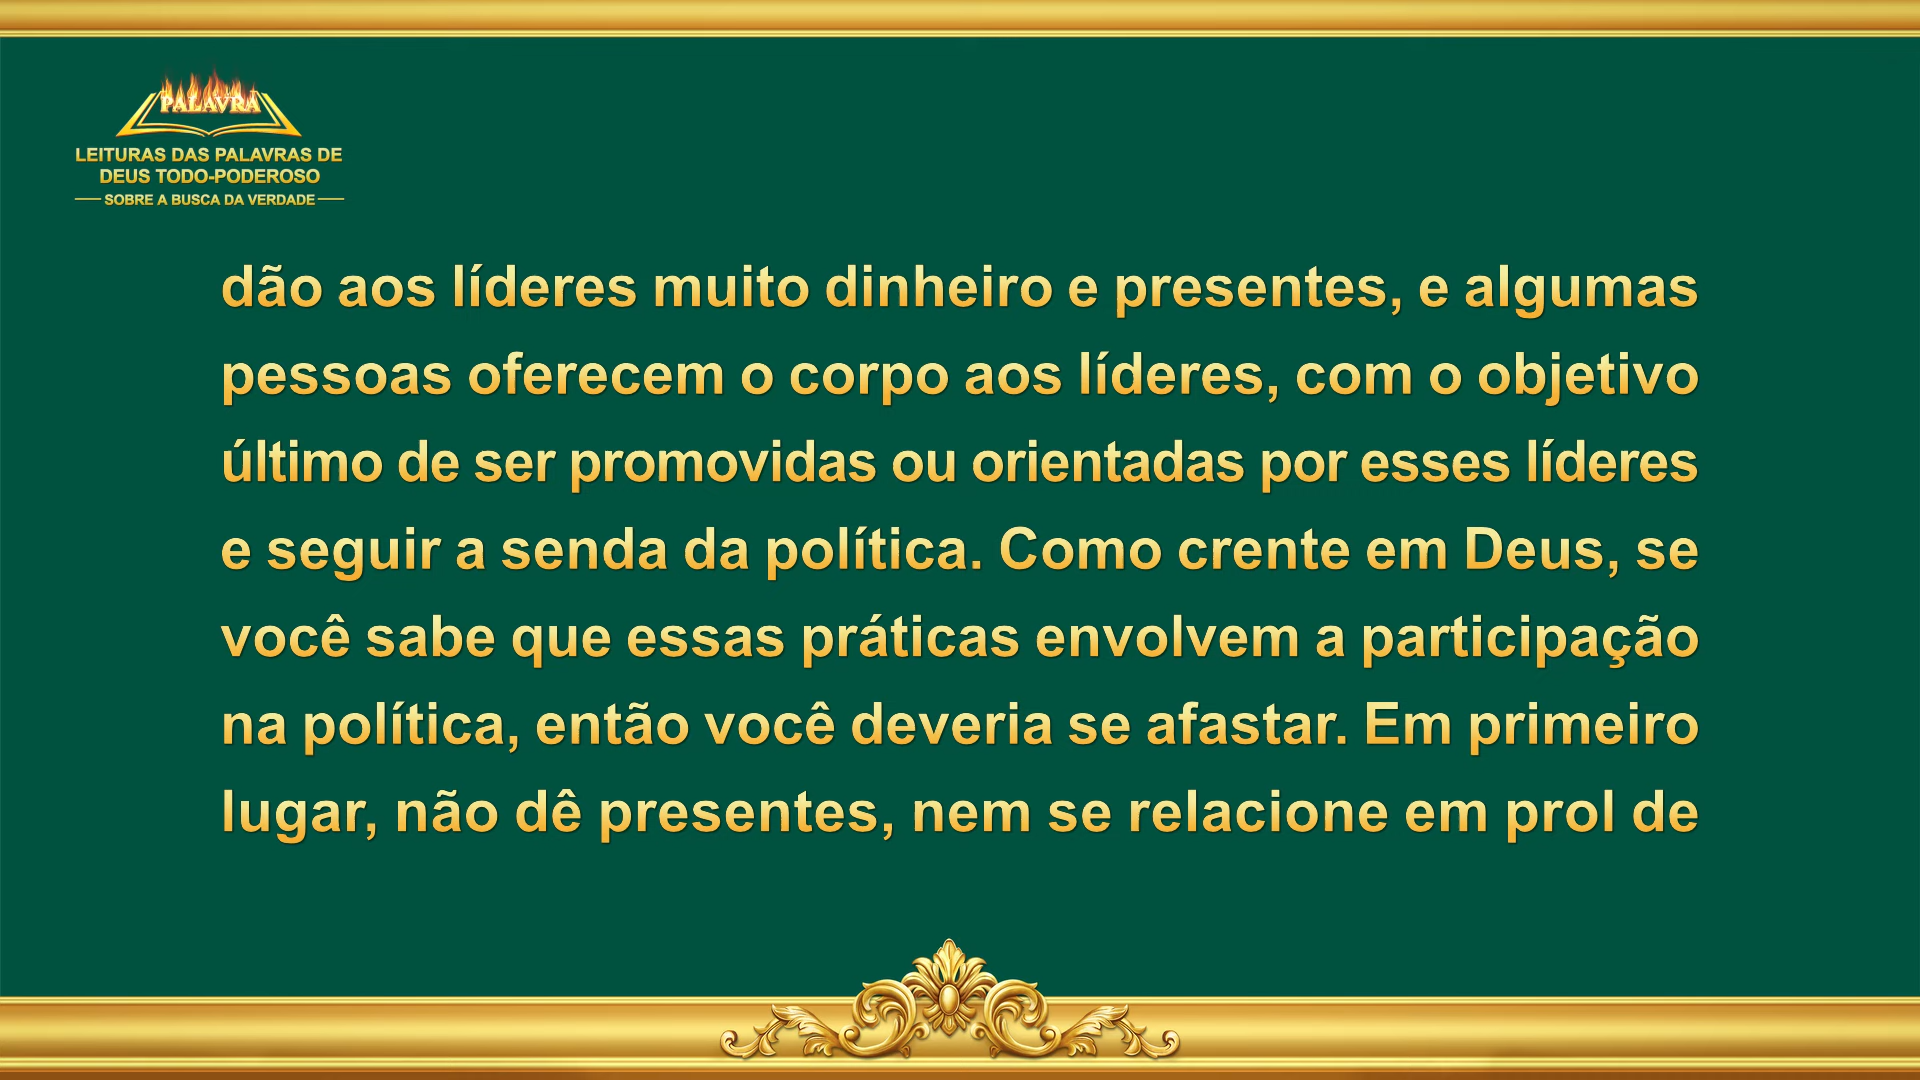 PALAVRA
LEITURAS DAS PALAVRAS DE
DEUS TODO-PODEROSO
SOBRE A BUSCA DA VERDADE
dão aos líderes muito dinheiro e presentes, e algumas
pessoas oferecem o corpo aos líderes, com o objetivo
último de ser promovidas ou orientadas por esses líderes
e seguir a senda da política. Como crente em Deus, se
você sabe que essas práticas envolvem a participação
na política, então você deveria se afastar. Em primeiro
lugar, não dê presentes, nem se relacione em prol de